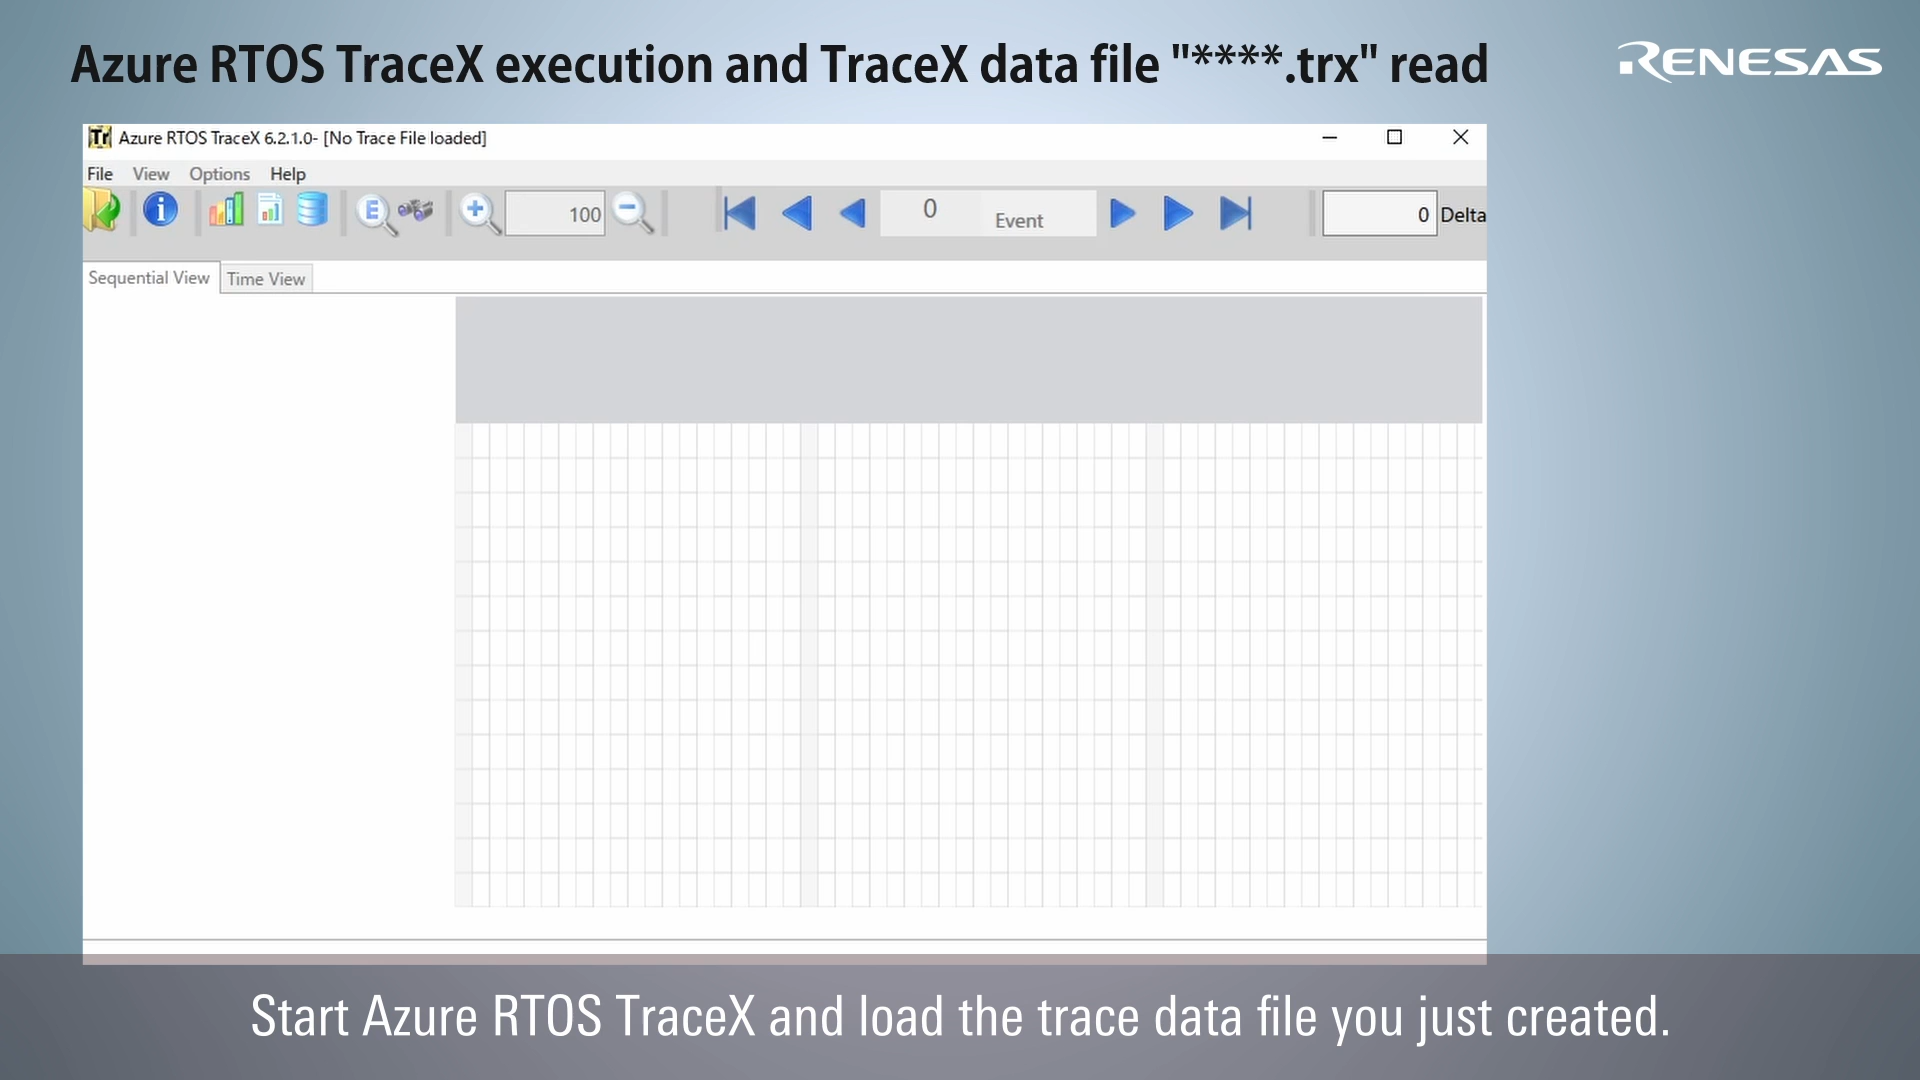 Azure RTOS TraceX execution and TraceX data file "****.trx" read
RENESAS
Tr Azure RTOS TraceX 6.2.1.0- [No Trace File loaded]
File View Options Help
i E 100 0 Event 0 Delta
Sequential View Time View
Start Azure RTOS TraceX and load the trace data file you just created.